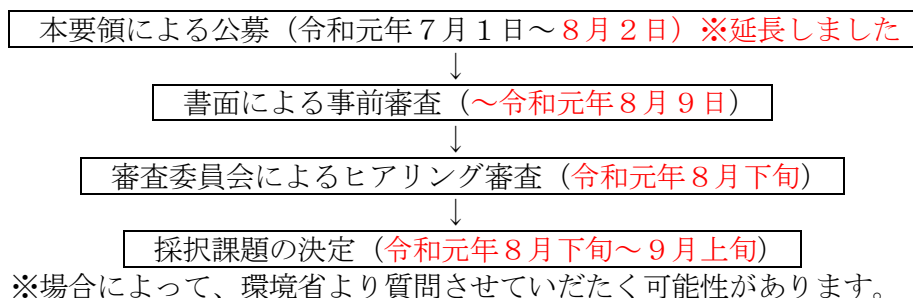 本要領による公募（令和元年７月１日～８月２日）※延長しました
↓
書面による事前審査（～令和元年８月９日）
↓
審査委員会によるヒアリング審査（令和元年８月下旬）
↓
採択課題の決定（令和元年８月下旬～９月上旬）
※場合によって、環境省より質問させていだたく可能性があります。